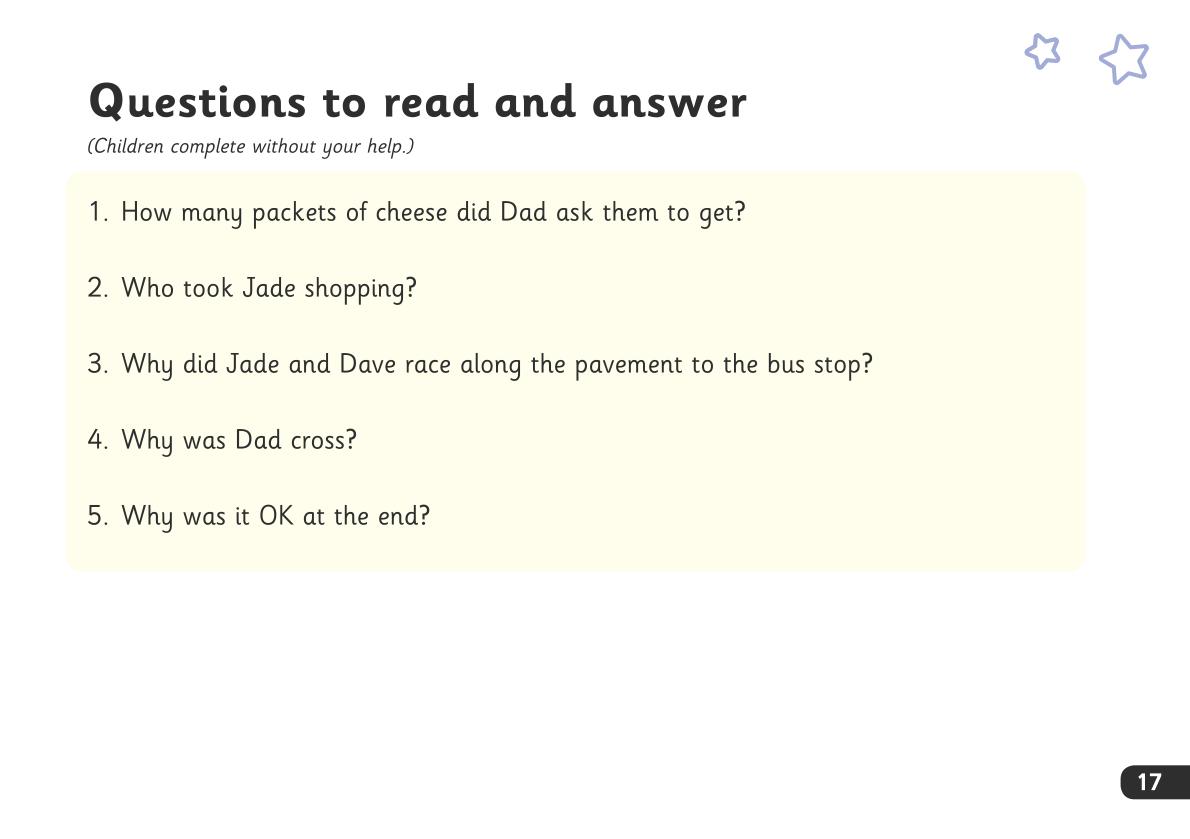 Questions to read and answer
(Children complete without your help.)
1. How many packets of cheese did Dad ask them to get?
2. Who took Jade shopping?
3. Why did Jade and Dave race along the pavement to the bus stop?
4. Why was Dad cross?
5. Why was it OK at the end?
17